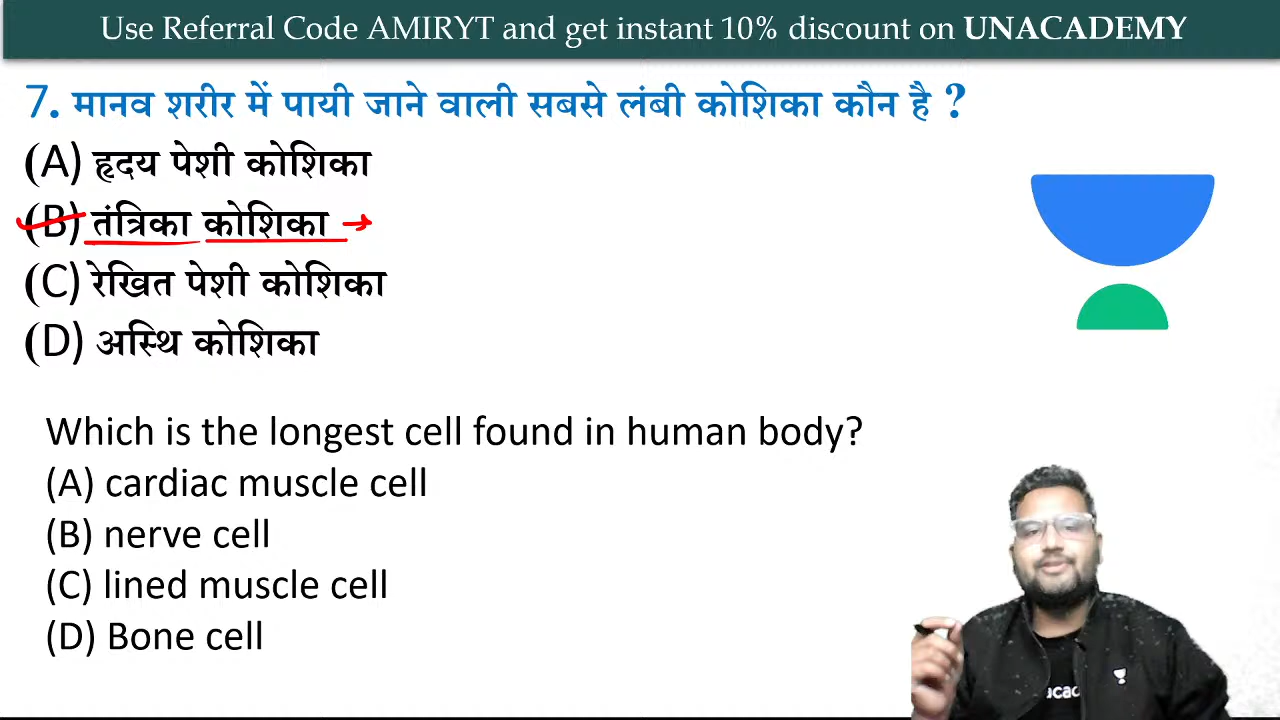 Use Referral Code AMIRYT and get instant 10% discount on UNACADEMY
7. मानव शरीर में पायी जाने वाली सबसे लंबी कोशिका कौन है ?
(A) हृदय पेशी कोशिका
(B) तंत्रिका कोशिका
(C) रेखित पेशी कोशिका
(D) अस्थि कोशिका
Which is the longest cell found in human body?
(A) cardiac muscle cell
(B) nerve cell
(C) lined muscle cell
(D) Bone cell